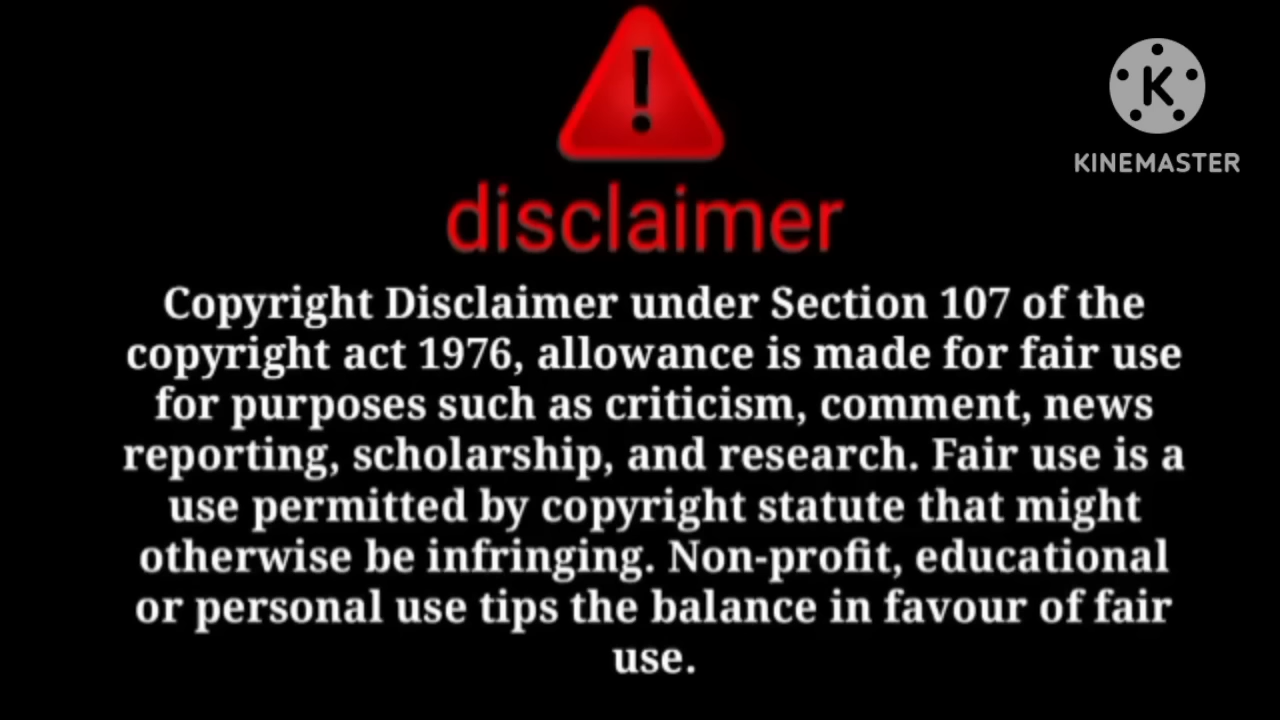 !
K
KINEMASTER
disclaimer
Copyright Disclaimer under Section 107 of the
copyright act 1976, allowance is made for fair use
for purposes such as criticism, comment, news
reporting, scholarship, and research. Fair use is a
use permitted by copyright statute that might
otherwise be infringing. Non-profit, educational
or personal use tips the balance in favour of fair
use.